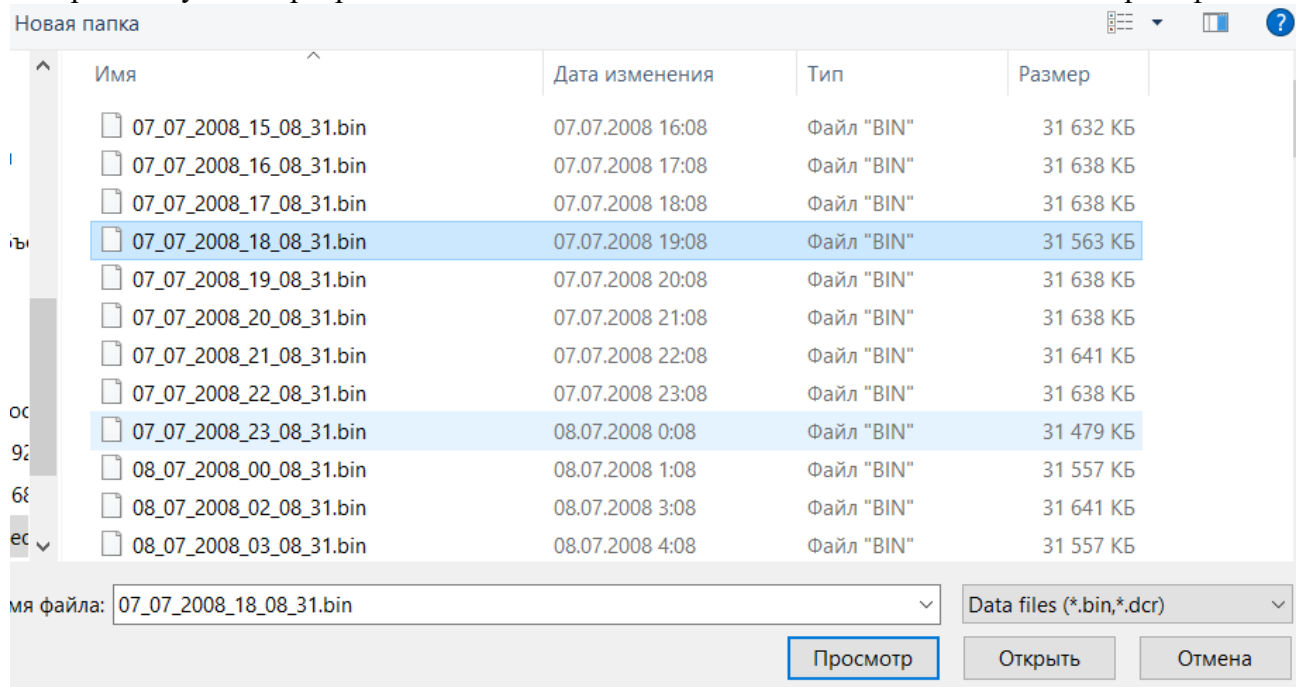 Новая папка
?
Имя Дата изменения Тип Размер
07_07_2008_15_08_31.bin 07.07.2008 16:08 Файл "BIN" 31 632 КБ
07_07_2008_16_08_31.bin 07.07.2008 17:08 Файл "BIN" 31 638 КБ
07_07_2008_17_08_31.bin 07.07.2008 18:08 Файл "BIN" 31 638 КБ
07_07_2008_18_08_31.bin 07.07.2008 19:08 Файл "BIN" 31 563 КБ
07_07_2008_19_08_31.bin 07.07.2008 20:08 Файл "BIN" 31 638 КБ
07_07_2008_20_08_31.bin 07.07.2008 21:08 Файл "BIN" 31 638 КБ
07_07_2008_21_08_31.bin 07.07.2008 22:08 Файл "BIN" 31 641 КБ
07_07_2008_22_08_31.bin 07.07.2008 23:08 Файл "BIN" 31 638 КБ
07_07_2008_23_08_31.bin 08.07.2008 0:08 Файл "BIN" 31 479 КБ
08_07_2008_00_08_31.bin 08.07.2008 1:08 Файл "BIN" 31 557 КБ
08_07_2008_02_08_31.bin 08.07.2008 3:08 Файл "BIN" 31 641 КБ
08_07_2008_03_08_31.bin 08.07.2008 4:08 Файл "BIN" 31 557 КБ
мя файла: 07_07_2008_18_08_31.bin Data files (*.bin,*.dcr)
Просмотр Открыть Отмена